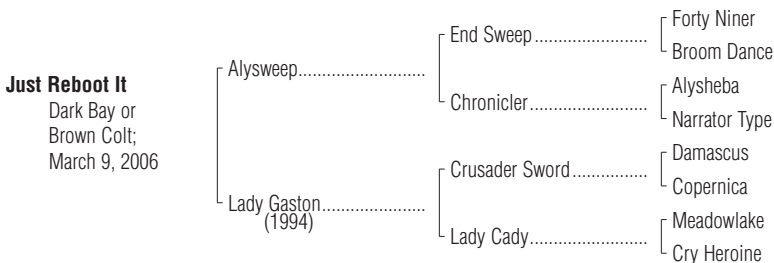 Just Reboot It
Dark Bay or
Brown Colt;
March 9, 2006
Alysweep
Lady Gaston
(1994)
End Sweep
Chronicler
Crusader Sword
Lady Cady
Forty Niner
Broom Dance
Alysheba
Narrator Type
Damascus
Copernica
Meadowlake
Cry Heroine